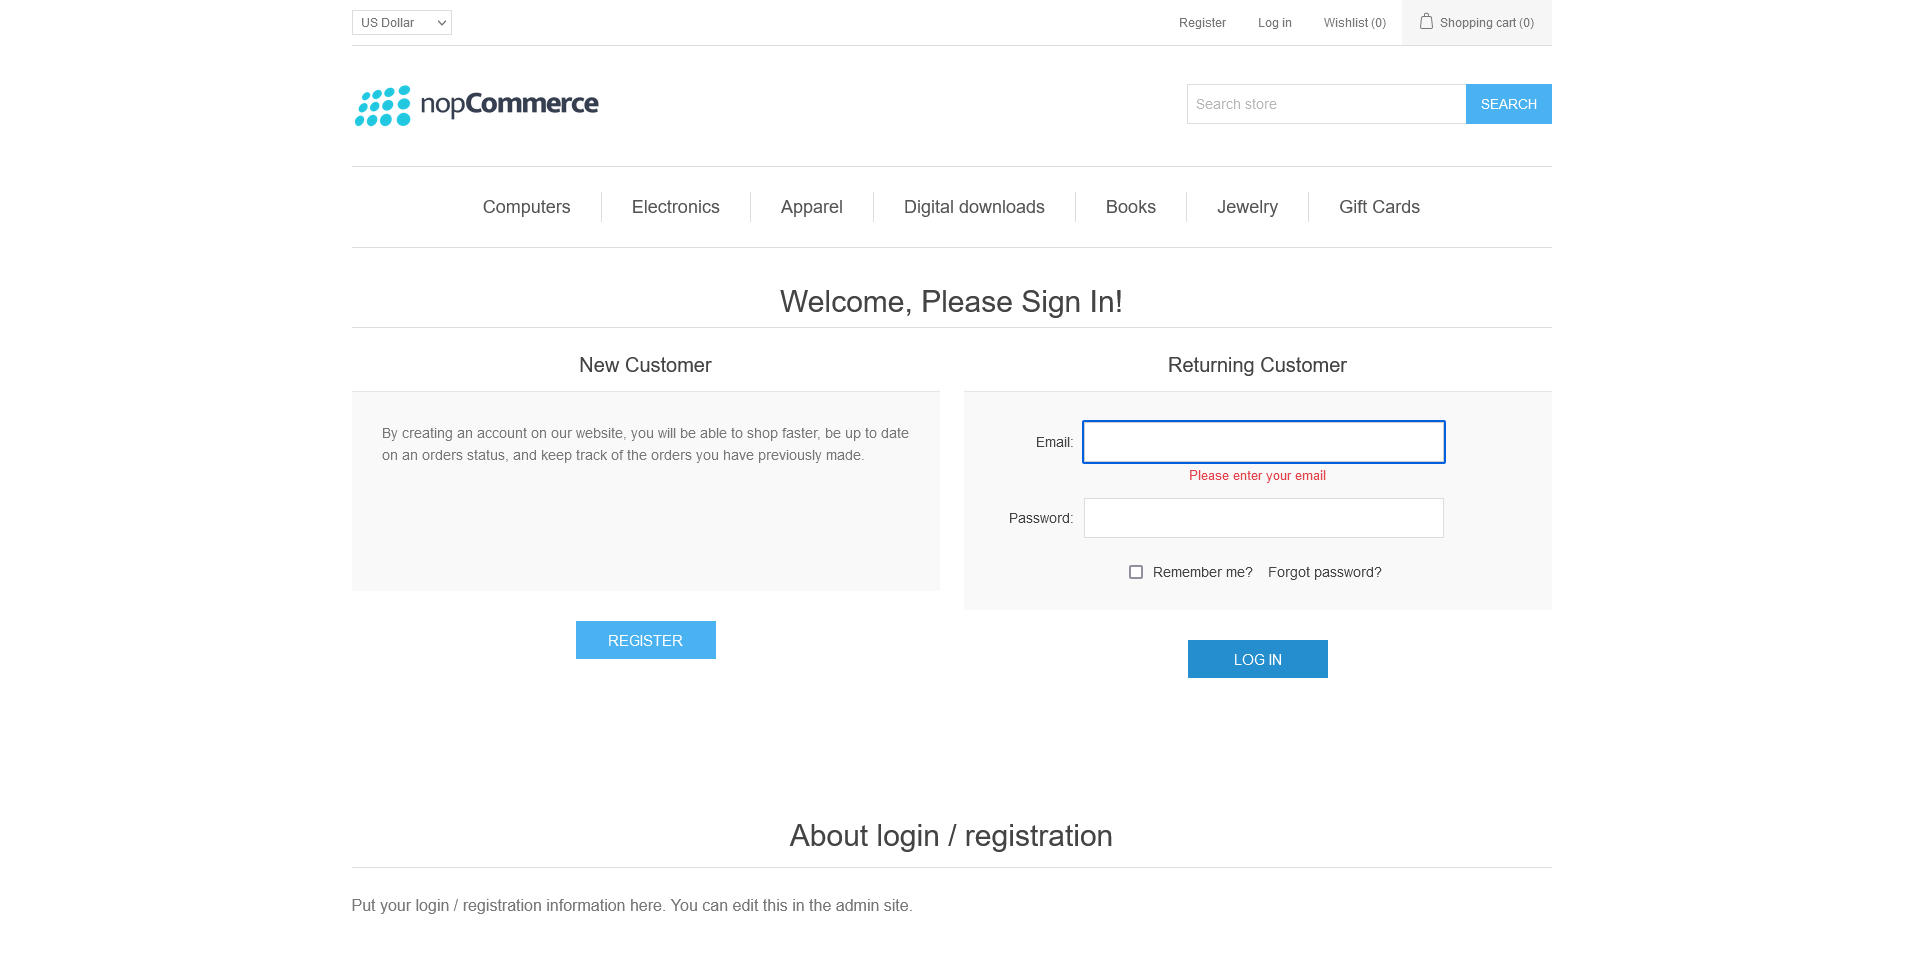 US Dollar
Register
Log in
Wishlist (0)
Shopping cart (0)
nopCommerce
Search store
SEARCH
Computers
Electronics
Apparel
Digital downloads
Books
Jewelry
Gift Cards
Welcome, Please Sign In!
New Customer
By creating an account on our website, you will be able to shop faster, be up to date
on an orders status, and keep track of the orders you have previously made.
REGISTER
Returning Customer
Email:
Please enter your email
Password:
Remember me?
Forgot password?
LOG IN
About login / registration
Put your login / registration information here. You can edit this in the admin site.